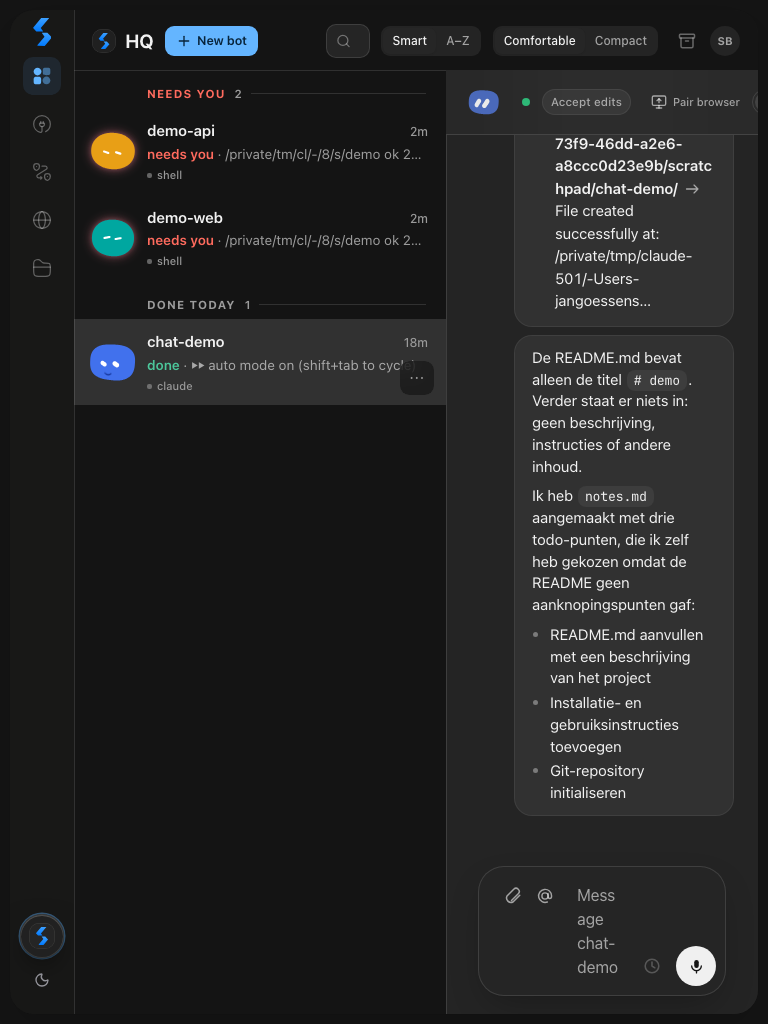 HQ
New bot
Smart
A–Z
Comfortable
Compact
SB
NEEDS YOU 2
demo-api
2m
needs you · /private/tm/cl/-/8/s/demo ok 2…
shell
demo-web
2m
needs you · /private/tm/cl/-/8/s/demo ok 2…
shell
DONE TODAY 1
chat-demo
18m
done · ⏵⏵ auto mode on (shift+tab to cycle)
claude
Accept edits
Pair browser
73f9-46dd-a2e6-
a8ccc0d23e9b/scratc
hpad/chat-demo/ →
File created
successfully at:
/private/tmp/claude-
501/-Users-
jangoessens…
De README.md bevat
alleen de titel # demo .
Verder staat er niets in:
geen beschrijving,
instructies of andere
inhoud.
Ik heb notes.md
aangemaakt met drie
todo-punten, die ik zelf
heb gekozen omdat de
README geen
aanknopingspunten gaf:
• README.md aanvullen
met een beschrijving
van het project
• Installatie- en
gebruiksinstructies
toevoegen
• Git-repository
initialiseren
Mess
age
chat-
demo